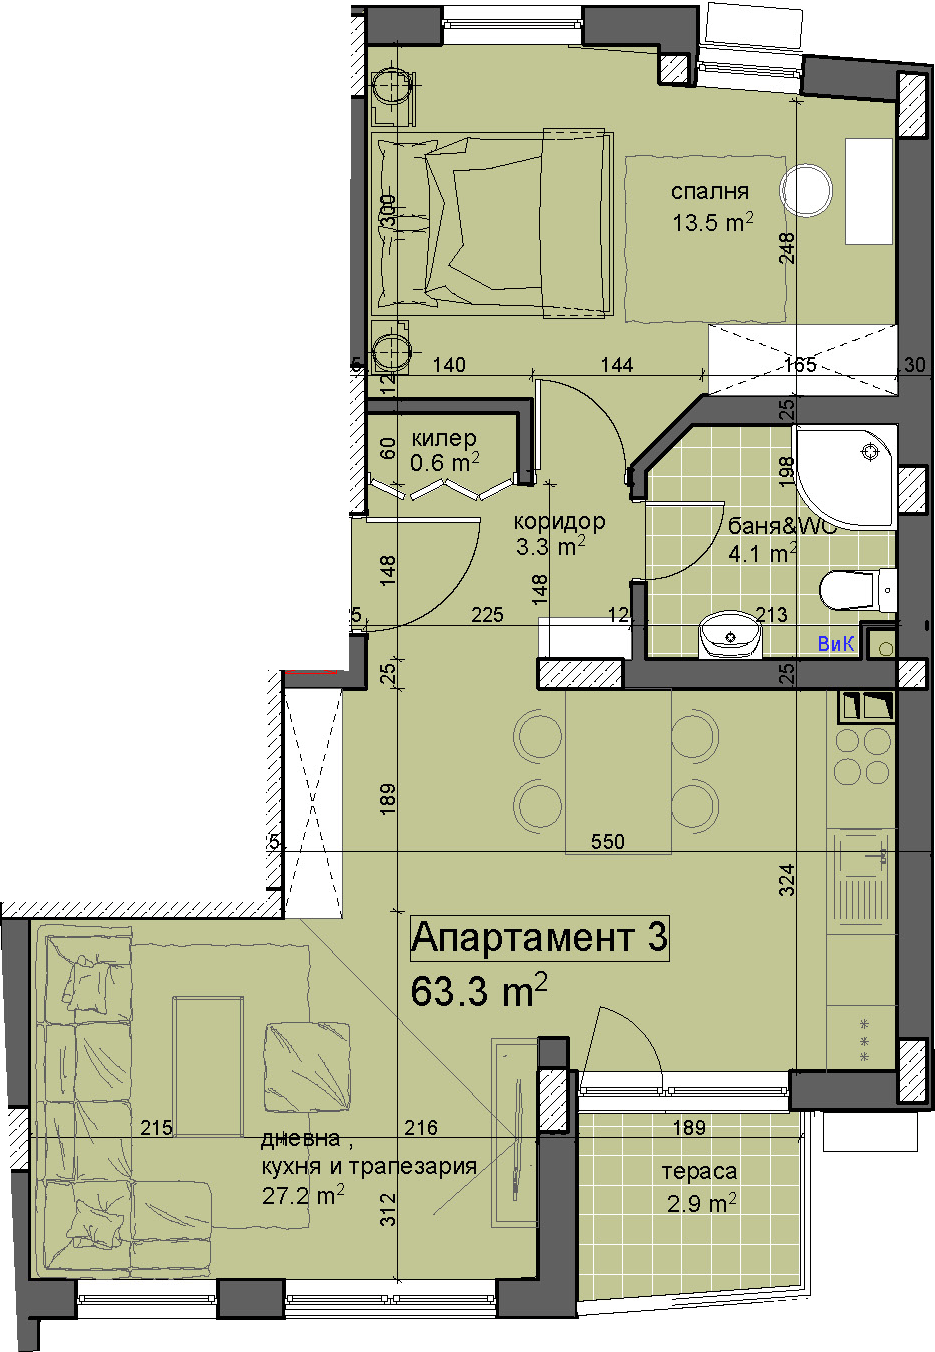 спалня
13.5 m²
300
248
5
140
144
165
30
12
25
килер
0.6 m²
60
198
коридор
3.3 m²
баня&WC
4.1 m²
148
148
5
225
12
213
ВиК
25
25
189
5
550
324
Апартамент 3
63.3 m²
215
216
189
дневна ,
кухня и трапезария
27.2 m²
312
тераса
2.9 m²